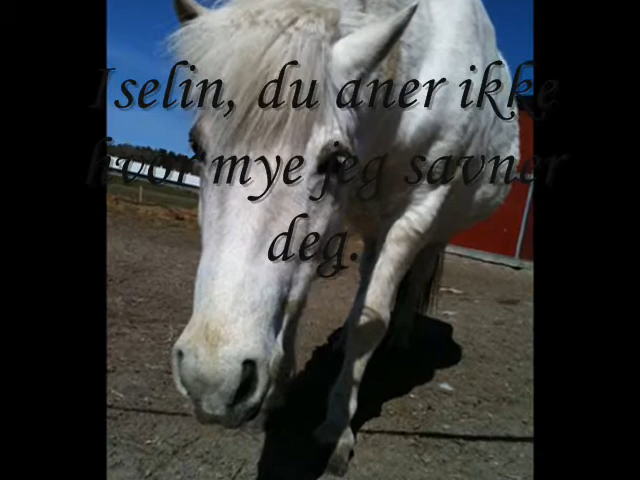 Iselin, du aner ikke
hvor mye jeg savner
deg.